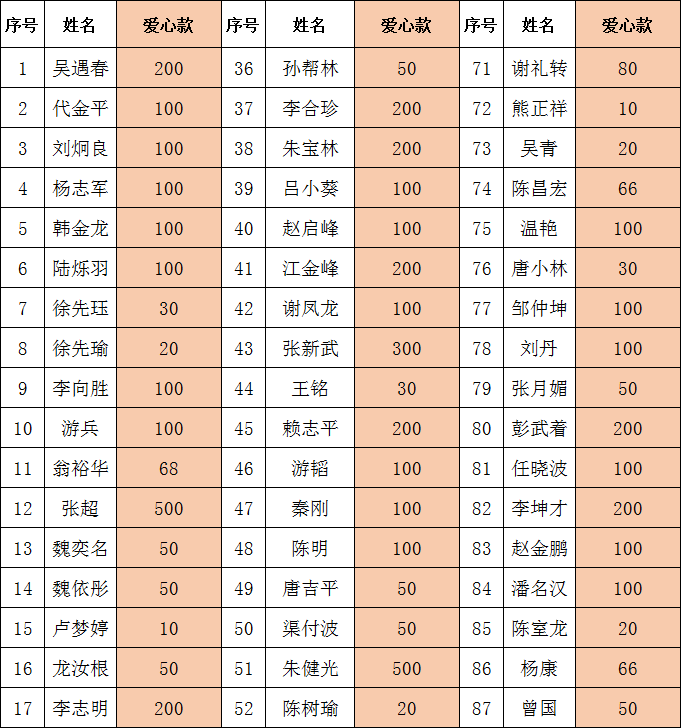 序号 姓名 爱心款 序号 姓名 爱心款 序号 姓名 爱心款
1 吴遇春 200 36 孙帮林 50 71 谢礼转 80
2 代金平 100 37 李合珍 200 72 熊正祥 10
3 刘炯良 100 38 朱宝林 200 73 吴青 20
4 杨志军 100 39 吕小葵 100 74 陈昌宏 66
5 韩金龙 100 40 赵启峰 100 75 温艳 100
6 陆烁羽 100 41 江金峰 200 76 唐小林 30
7 徐先珏 30 42 谢凤龙 100 77 邹仲坤 100
8 徐先瑜 20 43 张新武 300 78 刘丹 100
9 李向胜 100 44 王铭 30 79 张月媚 50
10 游兵 100 45 赖志平 200 80 彭武着 200
11 翁裕华 68 46 游韬 100 81 任晓波 100
12 张超 500 47 秦刚 100 82 李坤才 200
13 魏奕名 50 48 陈明 100 83 赵金鹏 100
14 魏依彤 50 49 唐吉平 50 84 潘名汉 100
15 卢梦婷 10 50 渠付波 50 85 陈室龙 20
16 龙汝根 50 51 朱健光 500 86 杨康 66
17 李志明 200 52 陈树瑜 20 87 曾国 50